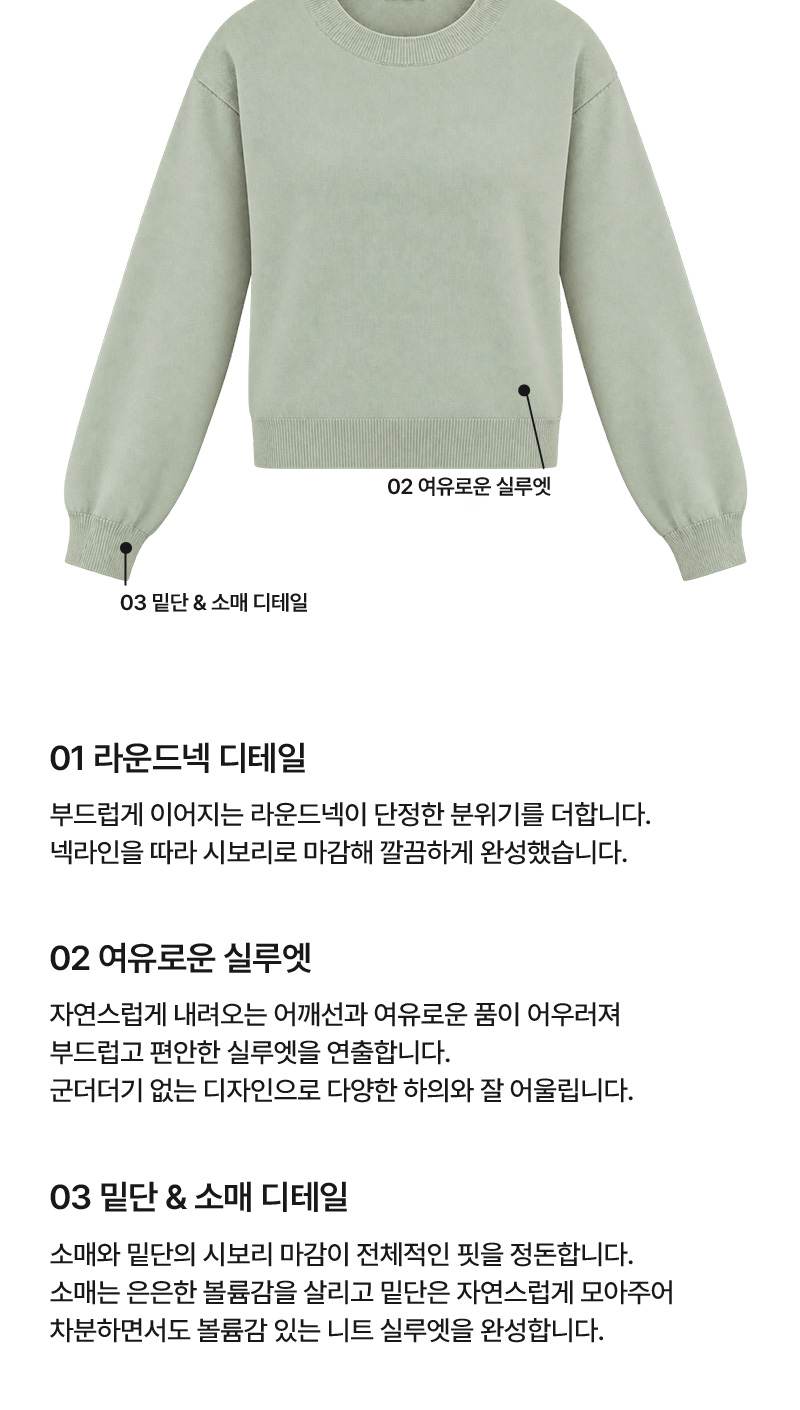 02 여유로운 실루엣
03 밑단 & 소매 디테일
01 라운드넥 디테일
부드럽게 이어지는 라운드넥이 단정한 분위기를 더합니다.
넥라인을 따라 시보리로 마감해 깔끔하게 완성했습니다.
02 여유로운 실루엣
자연스럽게 내려오는 어깨선과 여유로운 품이 어우러져
부드럽고 편안한 실루엣을 연출합니다.
군더더기 없는 디자인으로 다양한 하의와 잘 어울립니다.
03 밑단 & 소매 디테일
소매와 밑단의 시보리 마감이 전체적인 핏을 정돈합니다.
소매는 은은한 볼륨감을 살리고 밑단은 자연스럽게 모아주어
차분하면서도 볼륨감 있는 니트 실루엣을 완성합니다.